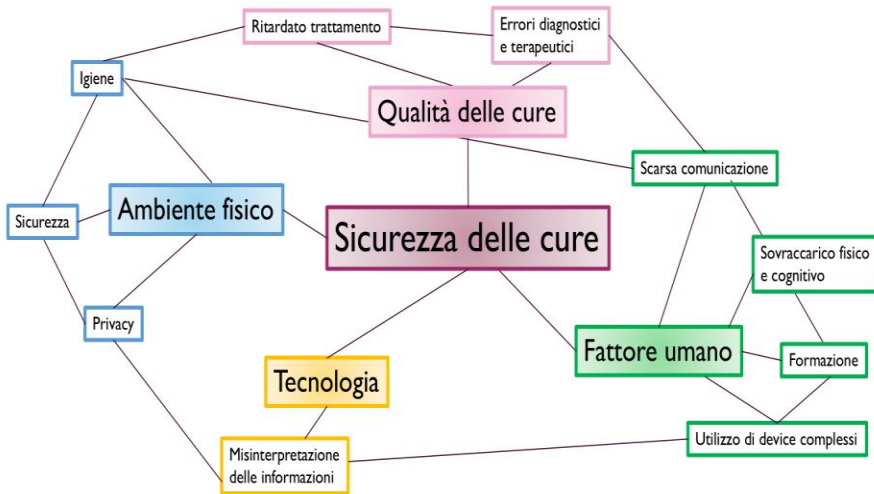 Ritardato trattamento
Errori diagnostici
e terapeutici
Igiene
Qualità delle cure
Scarsa comunicazione
Sicurezza
Ambiente fisico
Sicurezza delle cure
Sovraccarico fisico
e cognitivo
Privacy
Tecnologia
Fattore umano
Formazione
Misinterpretazione
delle informazioni
Utilizzo di device complessi